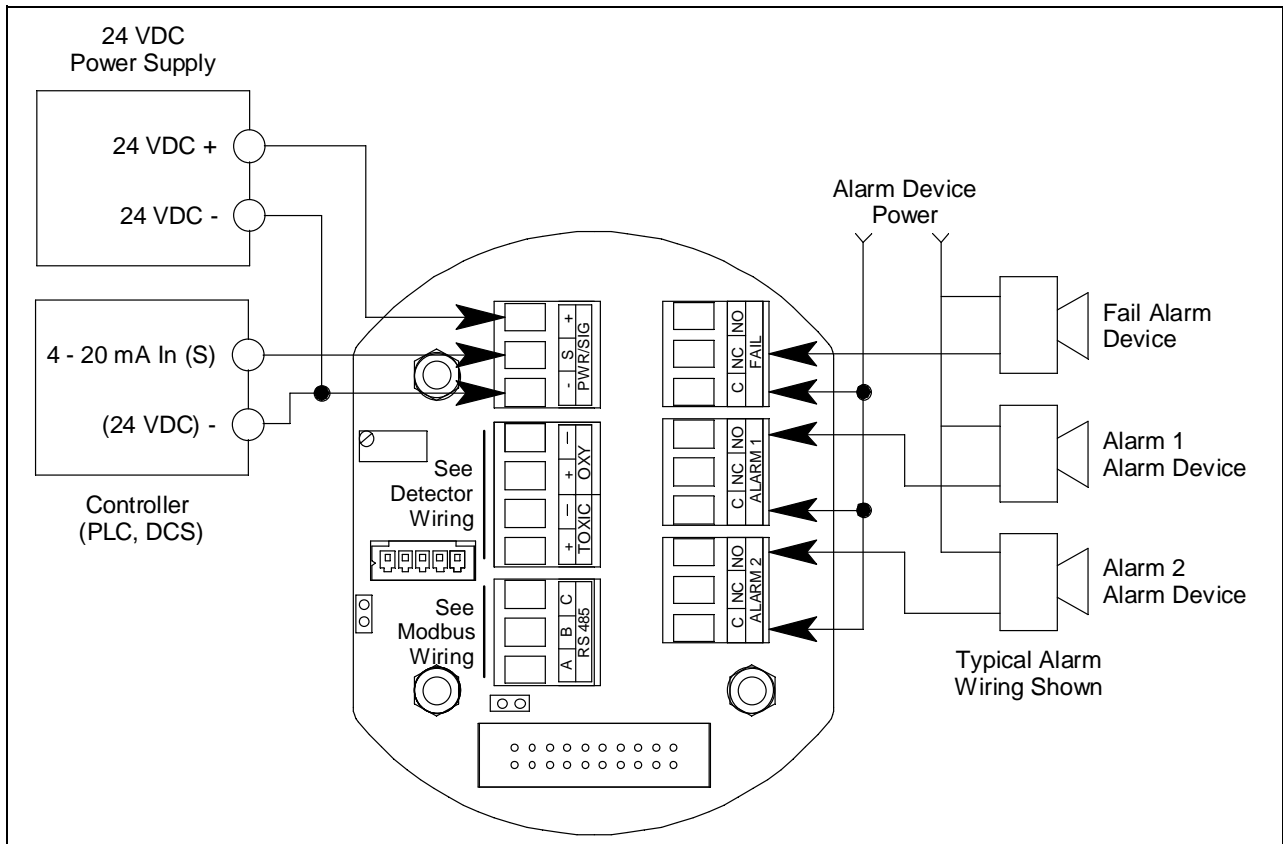 24 VDC
Power Supply
24 VDC +
24 VDC -
4 - 20 mA In (S)
(24 VDC) -
Controller
(PLC, DCS)
+
S
-
PWR/SIG
See
Detector
Wiring
–
+
OXY
–
+
TOXIC
See
Modbus
Wiring
C
B
A
RS 485
NO
NC
C
FAIL
NO
NC
C
ALARM 1
NO
NC
C
ALARM 2
Alarm Device
Power
Fail Alarm
Device
Alarm 1
Alarm Device
Alarm 2
Alarm Device
Typical Alarm
Wiring Shown